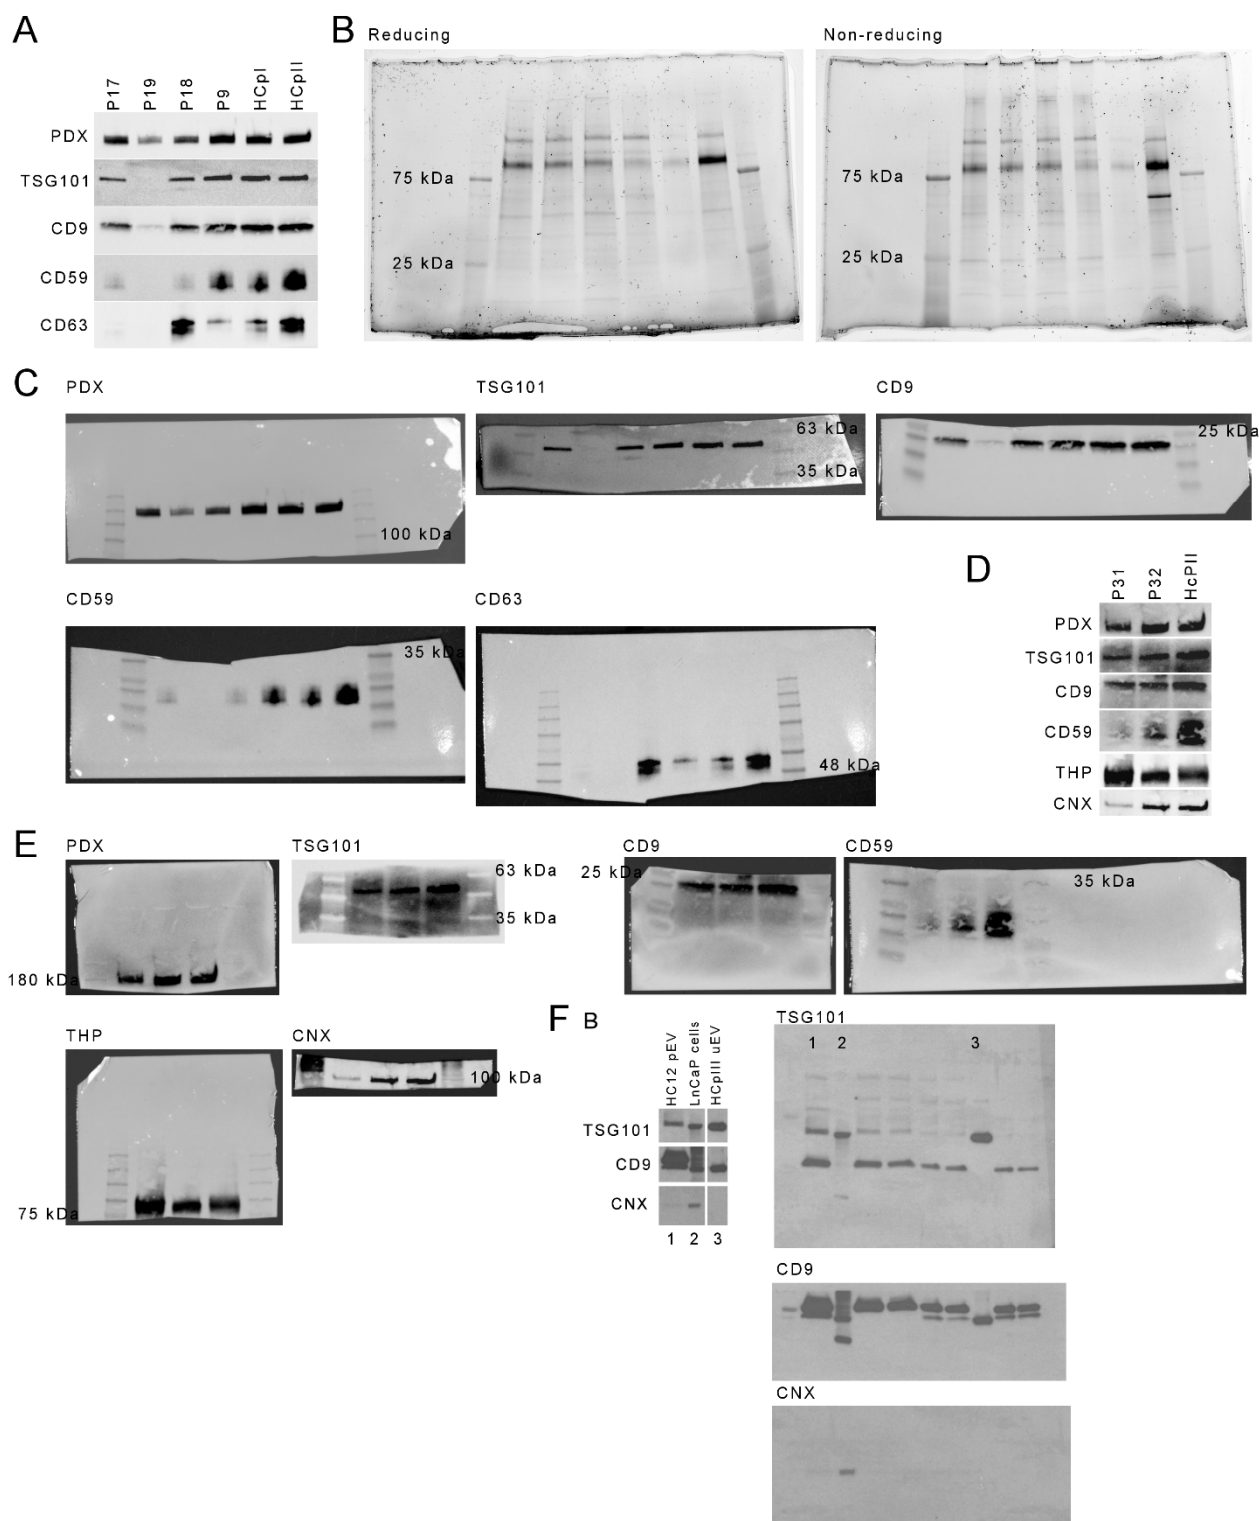 A
P17 P19 P18 P9 HCpI HCpII
PDX
TSG101
CD9
CD59
CD63
B
Reducing
75 kDa
25 kDa
Non-reducing
75 kDa
25 kDa
C
PDX
100 kDa
TSG101
63 kDa
35 kDa
CD9
25 kDa
CD59
35 kDa
CD63
48 kDa
D
P31 P32 HcPII
PDX
TSG101
CD9
CD59
THP
CNX
E
PDX
180 kDa
TSG101
63 kDa
35 kDa
CD9
25 kDa
CD59
35 kDa
THP
75 kDa
CNX
100 kDa
F B
HC12 pEV LnCaP cells HCpIII uEV
TSG101
CD9
CNX
1 2 3
TSG101
1 2 3
CD9
CNX